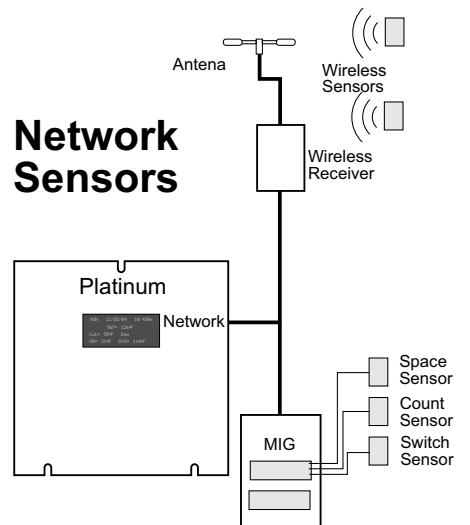 Antena
Wireless
Sensors
Network
Sensors
Wireless
Receiver
Platinum
Network
Space
Sensor
Count
Sensor
Switch
Sensor
MIG